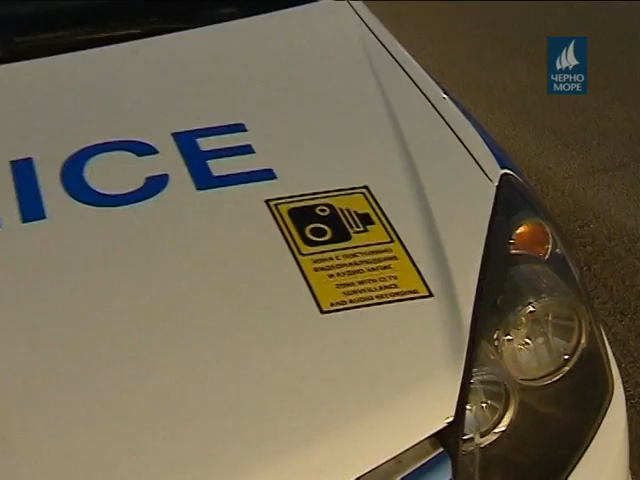 ЧЕРНО
МОРЕ
ICE
ЗОНА С ПОСТОЯННО
ВИДЕОНАБЛЮДЕНИЕ
И АУДИО ЗАПИС
ZONE WITH CCTV
SURVEILLANCE
AND AUDIO RECORDING